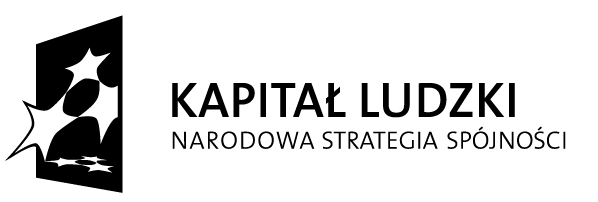 KAPITAŁ LUDZKI
NARODOWA STRATEGIA SPÓJNOŚCI